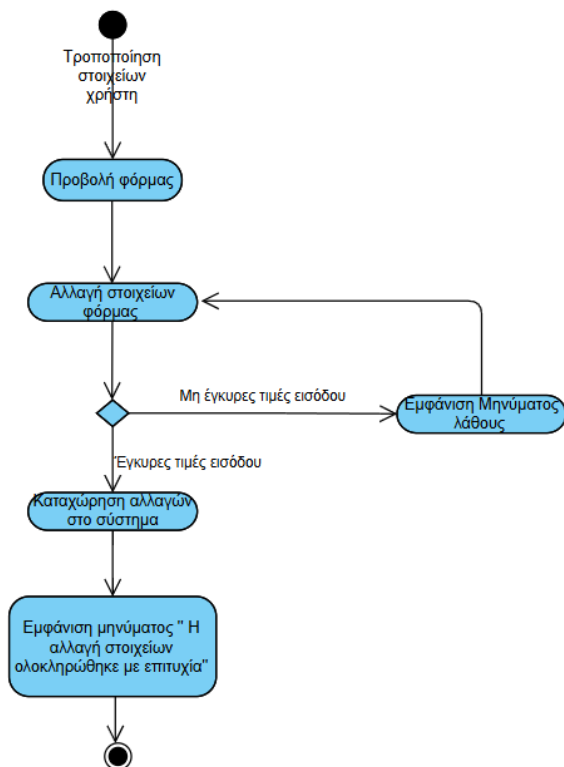 Τροποποίηση
στοιχείων
χρήστη
Προβολή φόρμας
Αλλαγή στοιχείων
φόρμας
Μη έγκυρες τιμές εισόδου
Εμφάνιση Μηνύματος
λάθους
Έγκυρες τιμές εισόδου
Καταχώρηση αλλαγών
στο σύστημα
Εμφάνιση μηνύματος " Η
αλλαγή στοιχείων
ολοκληρώθηκε με επιτυχία"